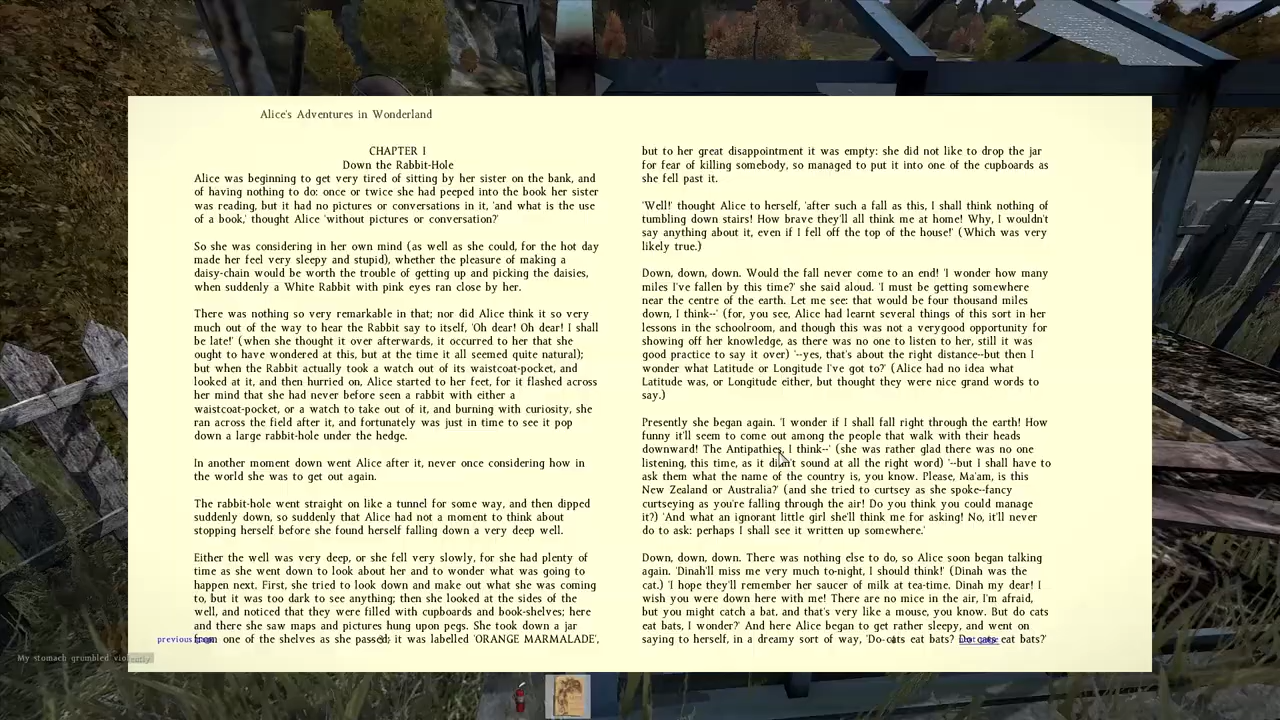 Alice's Adventures in Wonderland
CHAPTER I
Down the Rabbit-Hole
Alice was beginning to get very tired of sitting by her sister on the bank, and
of having nothing to do: once or twice she had peeped into the book her sister
was reading, but it had no pictures or conversations in it, 'and what is the use
of a book,' thought Alice 'without pictures or conversation?'
So she was considering in her own mind (as well as she could, for the hot day
made her feel very sleepy and stupid), whether the pleasure of making a
daisy-chain would be worth the trouble of getting up and picking the daisies,
when suddenly a White Rabbit with pink eyes ran close by her.
There was nothing so very remarkable in that; nor did Alice think it so very
much out of the way to hear the Rabbit say to itself, 'Oh dear! Oh dear! I shall
be late!' (when she thought it over afterwards, it occurred to her that she
ought to have wondered at this, but at the time it all seemed quite natural);
but when the Rabbit actually took a watch out of its waistcoat-pocket, and
looked at it, and then hurried on, Alice started to her feet, for it flashed across
her mind that she had never before seen a rabbit with either a
waistcoat-pocket, or a watch to take out of it, and burning with curiosity, she
ran across the field after it, and fortunately was just in time to see it pop
down a large rabbit-hole under the hedge.
In another moment down went Alice after it, never once considering how in
the world she was to get out again.
The rabbit-hole went straight on like a tunnel for some way, and then dipped
suddenly down, so suddenly that Alice had not a moment to think about
stopping herself before she found herself falling down a very deep well.
Either the well was very deep, or she fell very slowly, for she had plenty of
time as she went down to look about her and to wonder what was going to
happen next. First, she tried to look down and make out what she was coming
to, but it was too dark to see anything; then she looked at the sides of the
well, and noticed that they were filled with cupboards and book-shelves; here
and there she saw maps and pictures hung upon pegs. She took down a jar
from one of the shelves as she passed; it was labelled 'ORANGE MARMALADE',
but to her great disappointment it was empty: she did not like to drop the jar
for fear of killing somebody, so managed to put it into one of the cupboards as
she fell past it.
'Well!' thought Alice to herself, 'after such a fall as this, I shall think nothing of
tumbling down stairs! How brave they'll all think me at home! Why, I wouldn't
say anything about it, even if I fell off the top of the house!' (Which was very
likely true.)
Down, down, down. Would the fall never come to an end! 'I wonder how many
miles I've fallen by this time?' she said aloud. 'I must be getting somewhere
near the centre of the earth. Let me see: that would be four thousand miles
down, I think--' (for, you see, Alice had learnt several things of this sort in her
lessons in the schoolroom, and though this was not a verygood opportunity for
showing off her knowledge, as there was no one to listen to her, still it was
good practice to say it over) '--yes, that's about the right distance--but then I
wonder what Latitude or Longitude I've got to?' (Alice had no idea what
Latitude was, or Longitude either, but thought they were nice grand words to
say.)
Presently she began again. 'I wonder if I shall fall right through the earth! How
funny it'll seem to come out among the people that walk with their heads
downward! The Antipathies, I think--' (she was rather glad there was no one
listening, this time, as it didn't sound at all the right word) '--but I shall have to
ask them what the name of the country is, you know. Please, Ma'am, is this
New Zealand or Australia?' (and she tried to curtsey as she spoke--fancy
curtseying as you're falling through the air! Do you think you could manage
it?) 'And what an ignorant little girl she'll think me for asking! No, it'll never
do to ask: perhaps I shall see it written up somewhere.'
Down, down, down. There was nothing else to do, so Alice soon began talking
again. 'Dinah'll miss me very much to-night, I should think!' (Dinah was the
cat.) 'I hope they'll remember her saucer of milk at tea-time. Dinah my dear! I
wish you were down here with me! There are no mice in the air, I'm afraid,
but you might catch a bat, and that's very like a mouse, you know. But do cats
eat bats, I wonder?' And here Alice began to get rather sleepy, and went on
saying to herself, in a dreamy sort of way, 'Do cats eat bats? Do cats eat bats?'
previous page
next page
My stomach grumbled violently.